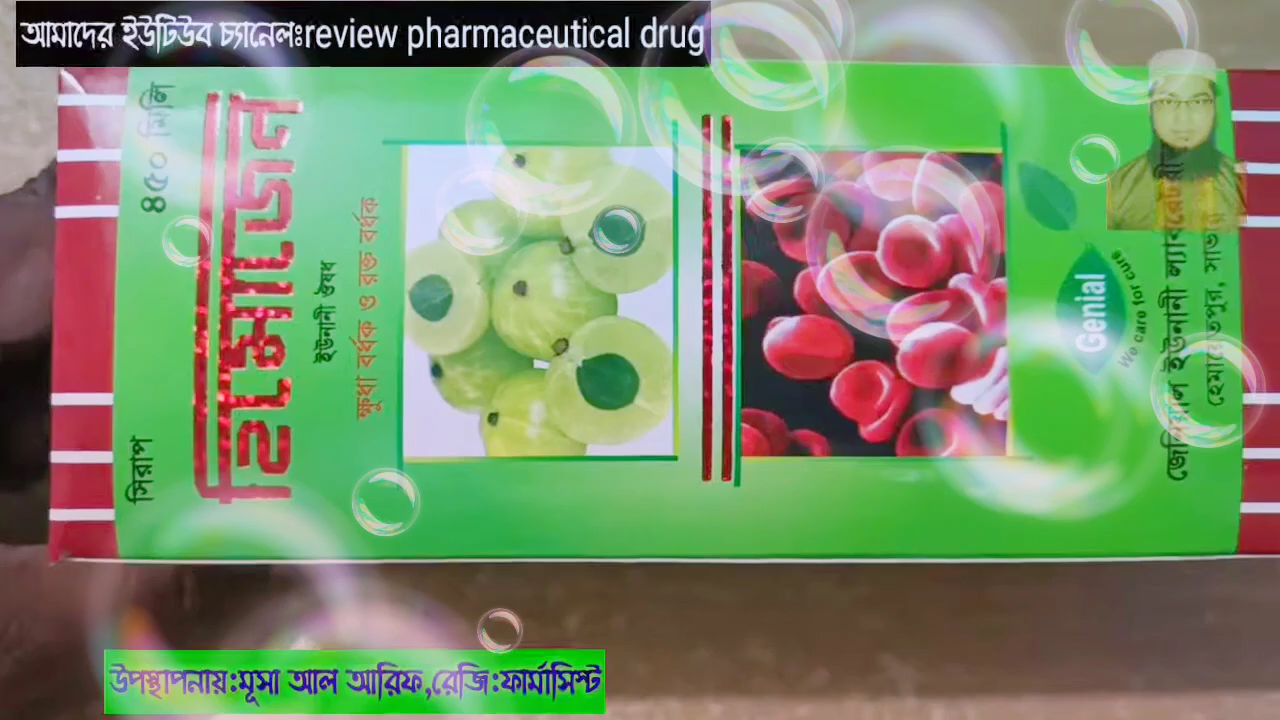 আমাদের ইউটিউব চ্যানেলঃreview pharmaceutical drug
সিরাপ
৪৫০ মিলি
হিমোজেন
ইউনানী ঔষধ
ক্ষুধা বর্ধক ও রক্ত বর্ধক
Genial
We care for cure
জেনিয়াল ইউনানী ল্যাবরেটরীজ
হেমায়েতপুর, সাভার
উপস্থাপনায়:মূসা আল আরিফ,রেজি:ফার্মাসিস্ট